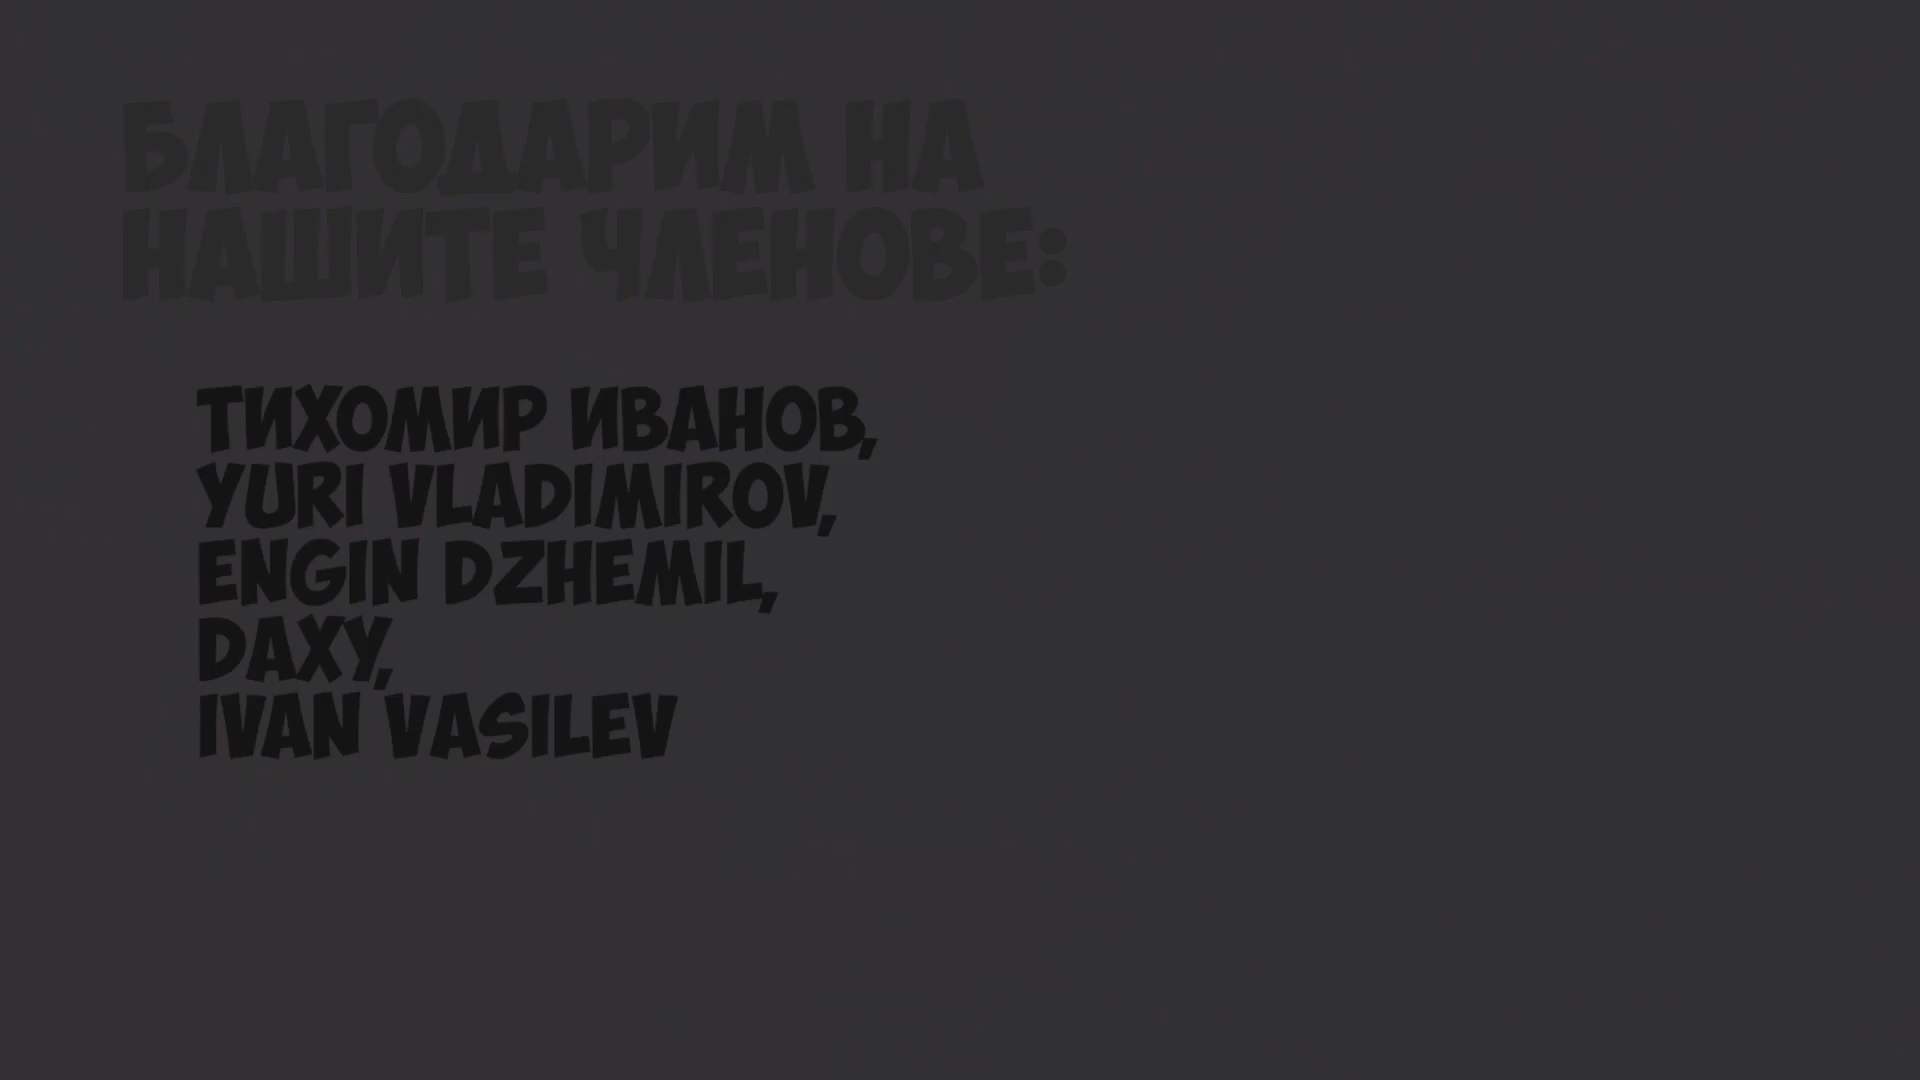 БЛАГОДАРИМ НА
НАШИТЕ ЧЛЕНОВЕ:
ТИХОМИР ИВАНОВ,
YURI VLADIMIROV,
ENGIN DZHEMIL,
DAXY,
IVAN VASILEV